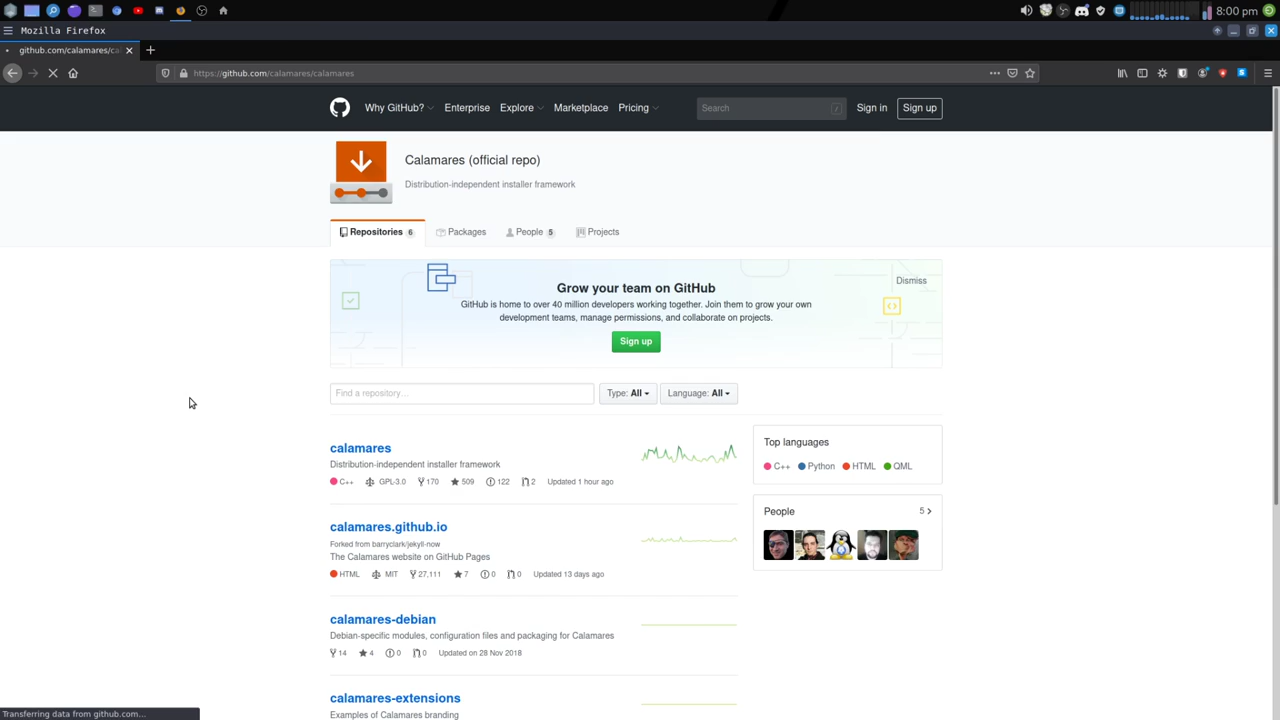 8:00 pm
Mozilla Firefox
github.com/calamares/ca
https://github.com/calamares/calamares
Why GitHub? Enterprise Explore Marketplace Pricing Search / Sign in Sign up
Calamares (official repo)
Distribution-independent installer framework
Repositories 6 Packages People 5 Projects
Grow your team on GitHub
Dismiss
GitHub is home to over 40 million developers working together. Join them to grow your own
development teams, manage permissions, and collaborate on projects.
Sign up
Find a repository... Type: All Language: All
calamares
Distribution-independent installer framework
C++ GPL-3.0 170 509 122 2 Updated 1 hour ago
calamares.github.io
Forked from barryclark/jekyll-now
The Calamares website on GitHub Pages
HTML MIT 27,111 7 0 0 Updated 13 days ago
calamares-debian
Debian-specific modules, configuration files and packaging for Calamares
14 4 0 0 Updated on 28 Nov 2018
calamares-extensions
Examples of Calamares branding
Top languages
C++ Python HTML QML
People 5
Transferring data from github.com...